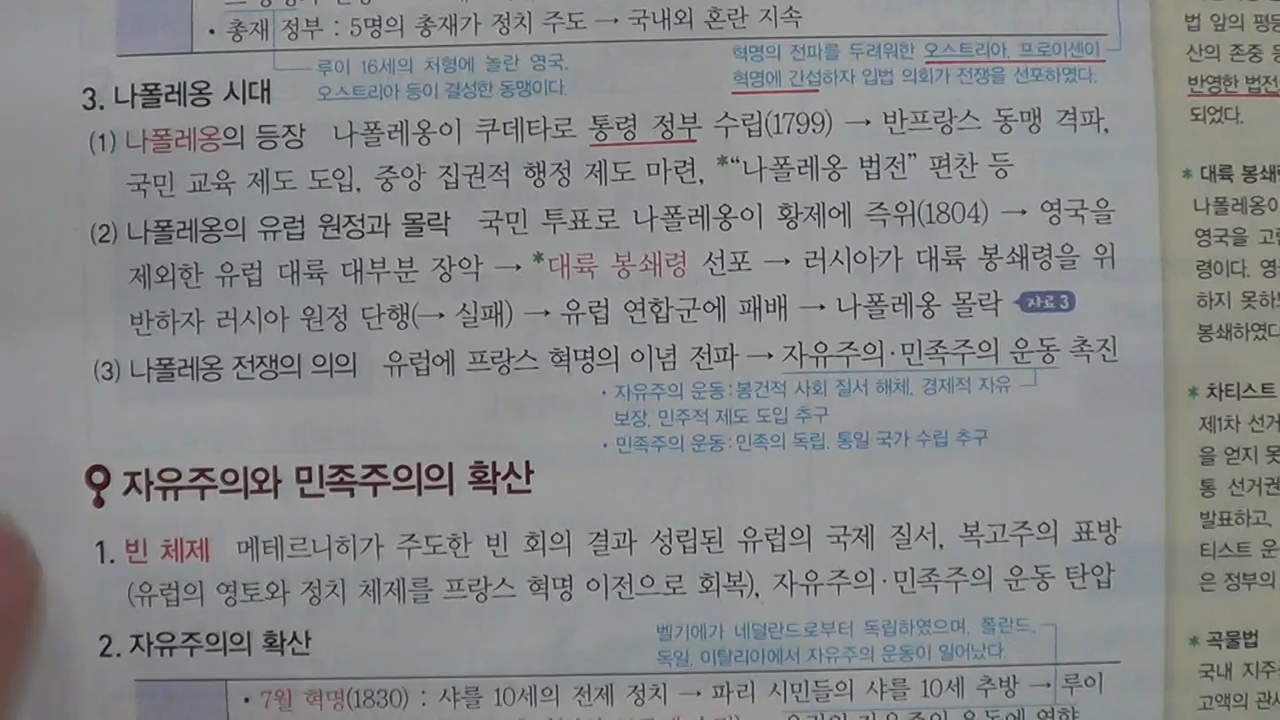 • 총재 정부 : 5명의 총재가 정치 주도 → 국내외 혼란 지속
루이 16세의 처형에 놀란 영국,
오스트리아 등이 결성한 동맹이다.
혁명의 전파를 두려워한 오스트리아, 프로이센이
혁명에 간섭하자 입법 의회가 전쟁을 선포하였다.
3. 나폴레옹 시대
(1) 나폴레옹의 등장 나폴레옹이 쿠데타로 통령 정부 수립(1799) → 반프랑스 동맹 격파,
국민 교육 제도 도입, 중앙 집권적 행정 제도 마련, *“나폴레옹 법전” 편찬 등
(2) 나폴레옹의 유럽 원정과 몰락 국민 투표로 나폴레옹이 황제에 즉위(1804) → 영국을
제외한 유럽 대륙 대부분 장악 → *대륙 봉쇄령 선포 → 러시아가 대륙 봉쇄령을 위
반하자 러시아 원정 단행(→ 실패) → 유럽 연합군에 패배 → 나폴레옹 몰락 자료 3
(3) 나폴레옹 전쟁의 의의 유럽에 프랑스 혁명의 이념 전파 → 자유주의·민족주의 운동 촉진
• 자유주의 운동: 봉건적 사회 질서 해체, 경제적 자유
보장, 민주적 제도 도입 추구
• 민족주의 운동: 민족의 독립, 통일 국가 수립 추구
자유주의와 민족주의의 확산
1. 빈 체제 메테르니히가 주도한 빈 회의 결과 성립된 유럽의 국제 질서, 복고주의 표방
(유럽의 영토와 정치 체제를 프랑스 혁명 이전으로 회복), 자유주의·민족주의 운동 탄압
2. 자유주의의 확산
벨기에가 네덜란드로부터 독립하였으며, 폴란드,
독일, 이탈리아에서 자유주의 운동이 일어났다.
• 7월 혁명(1830) : 샤를 10세의 전제 정치 → 파리 시민들의 샤를 10세 추방 → 루이
법 앞의 평등
산의 존중 등
반영한 법전
되었다.
* 대륙 봉쇄령
나폴레옹이
영국을 고립
령이다. 영
하지 못하
봉쇄하였다
* 차티스트
제1차 선거
을 얻지 못
통 선거권
발표하고,
티스트 운
은 정부의
* 곡물법
국내 지주
고액의 관세